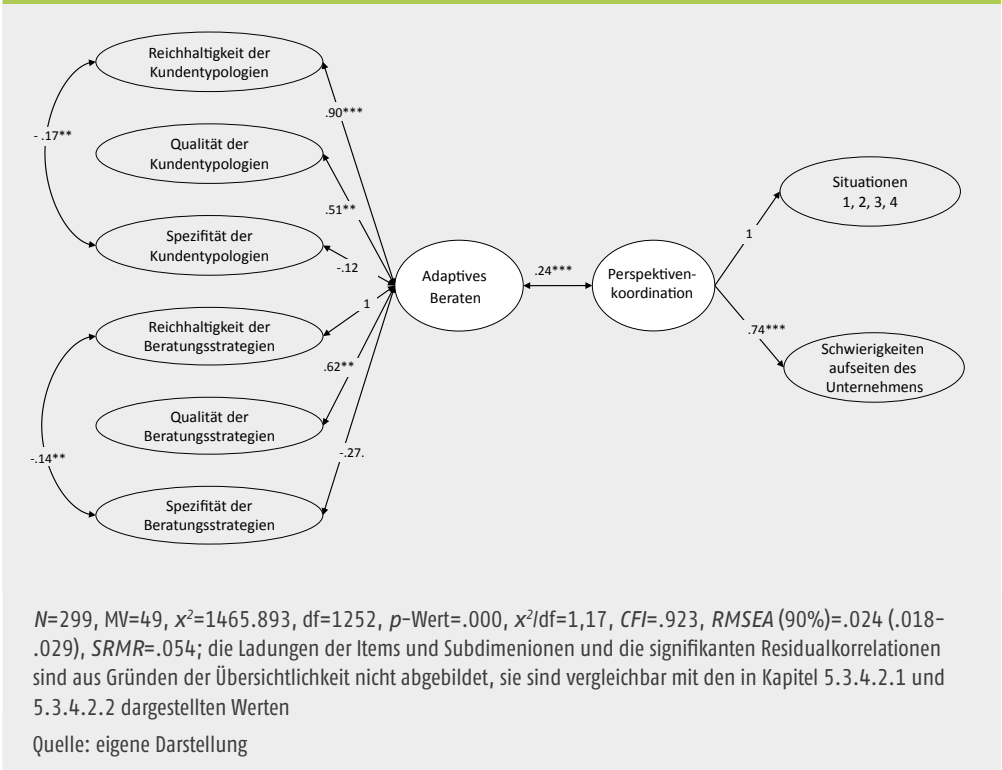 Reichhaltigkeit der
Kundentypologien
.90***
- .17**
Qualität der
Kundentypologien
.51**
Spezifität der
Kundentypologien
-.12
Reichhaltigkeit der
Beratungsstrategien
1
.62**
Qualität der
Beratungsstrategien
-.14**
-.27.
Spezifität der
Beratungsstrategien
Adaptives
Beraten
.24***
Perspektiven-
koordination
1
Situationen
1, 2, 3, 4
.74***
Schwierigkeiten
aufseiten des
Unternehmens
N=299, MV=49, x²=1465.893, df=1252, p-Wert=.000, x²/df=1,17, CFI=.923, RMSEA (90%)=.024 (.018-
.029), SRMR=.054; die Ladungen der Items und Subdimenionen und die signifikanten Residualkorrelationen
sind aus Gründen der Übersichtlichkeit nicht abgebildet, sie sind vergleichbar mit den in Kapitel 5.3.4.2.1 und
5.3.4.2.2 dargestellten Werten
Quelle: eigene Darstellung